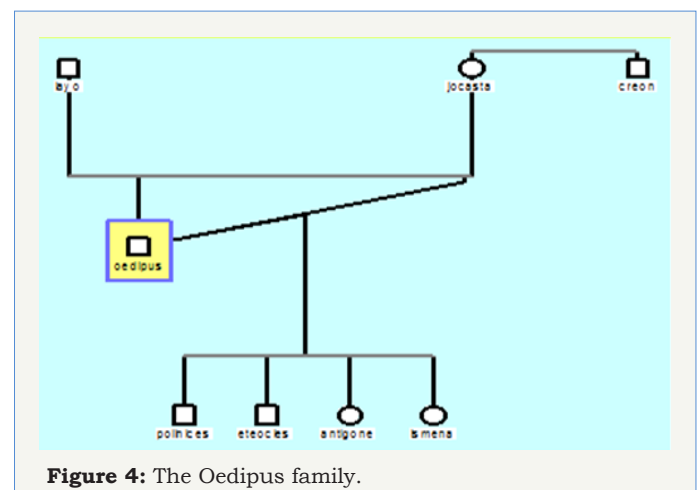 layo
jocasta
creon
oedipus
polinices
eteocles
antigone
ismena
Figure 4: The Oedipus family.